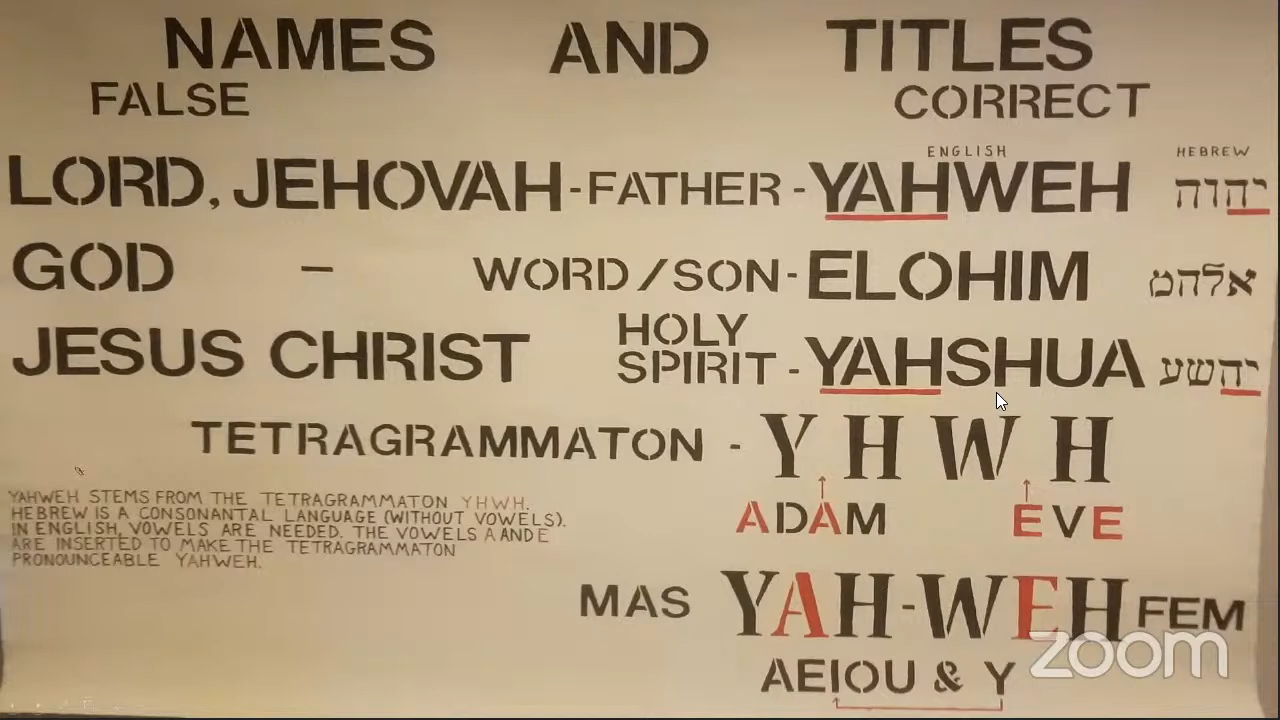 NAMES AND TITLES
FALSE CORRECT
ENGLISH HEBREW
LORD, JEHOVAH - FATHER - YAHWEH יהוה
GOD - WORD/SON - ELOHIM אלהמ
JESUS CHRIST HOLY SPIRIT - YAHSHUA יהשע
TETRAGRAMMATON - Y H W H
ADAM EVE
YAHWEH STEMS FROM THE TETRAGRAMMATON YHWH.
HEBREW IS A CONSONANTAL LANGUAGE (WITHOUT VOWELS).
IN ENGLISH, VOWELS ARE NEEDED. THE VOWELS A AND E
ARE INSERTED TO MAKE THE TETRAGRAMMATON
PRONOUNCEABLE YAHWEH.
MAS YAH-WEH FEM
AEIOU & Y
zoom